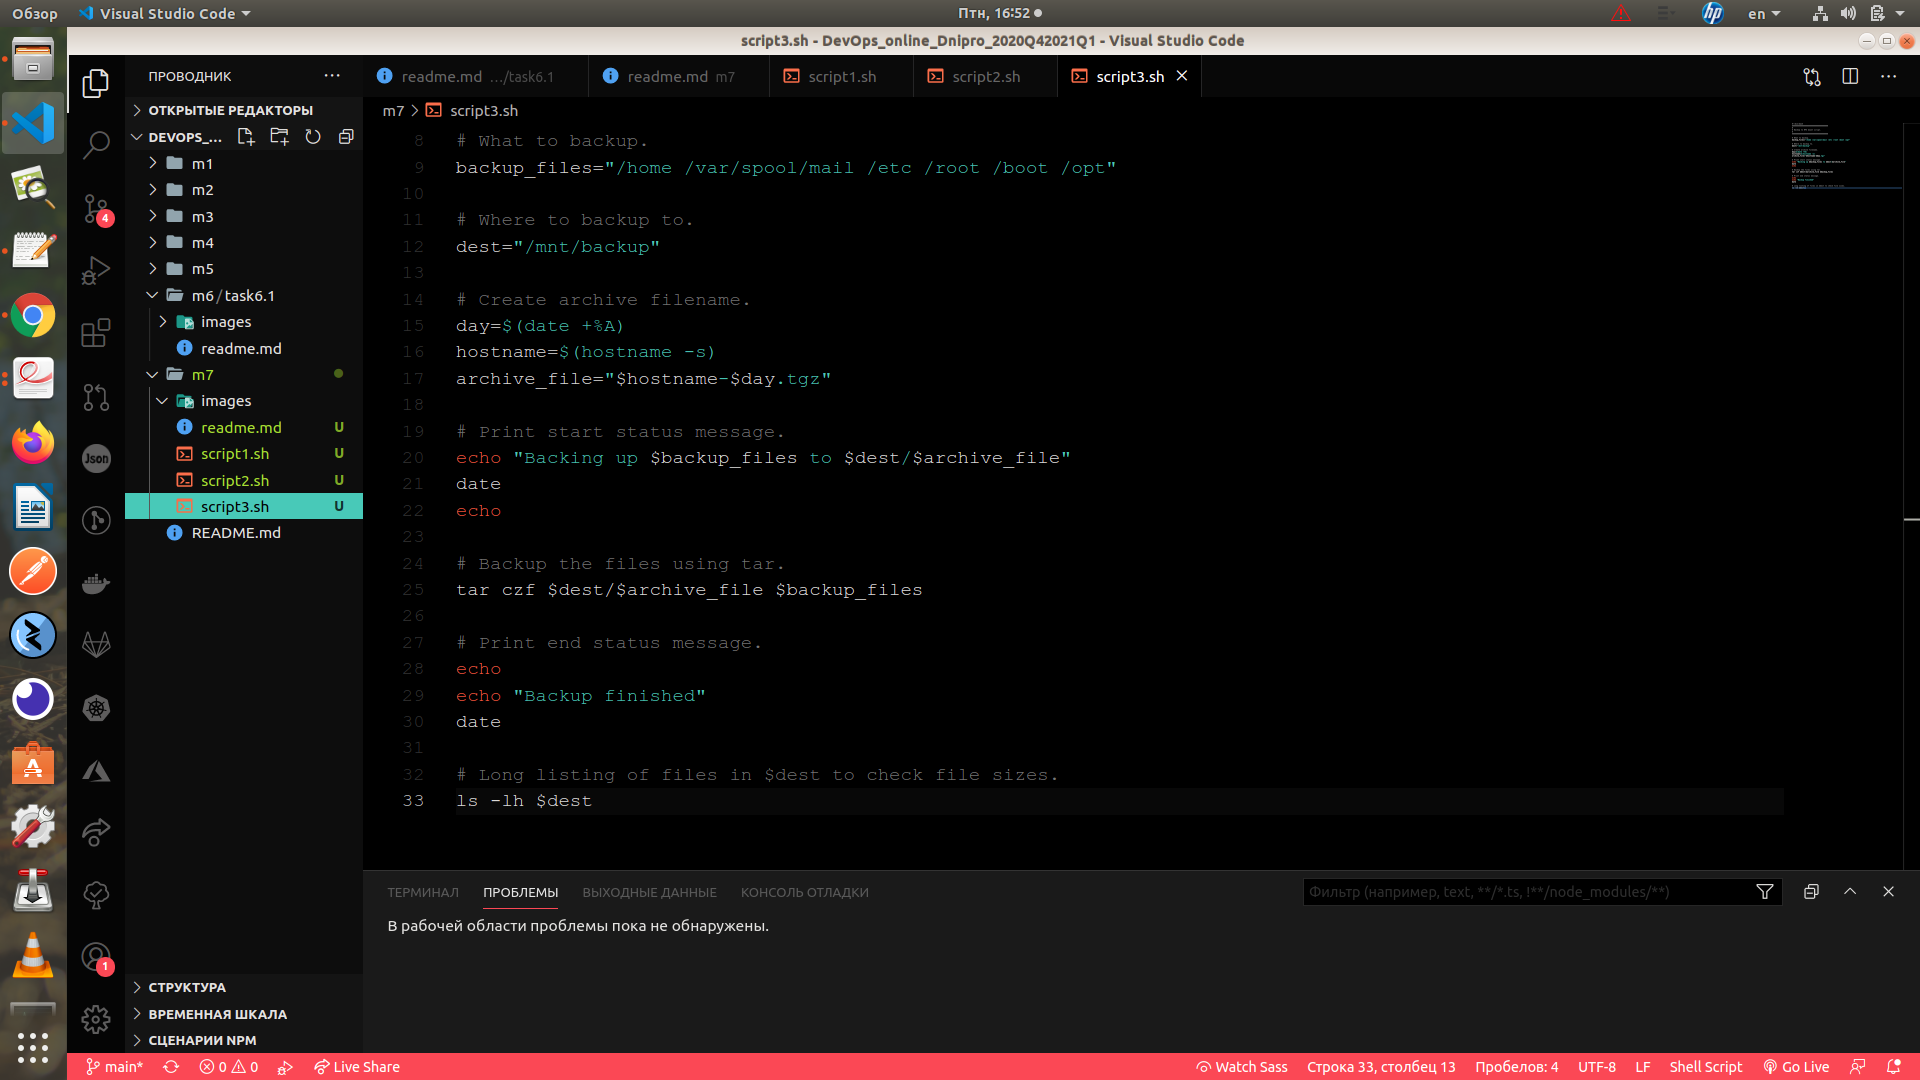 Обзор
Visual Studio Code
Птн, 16:52
en
script3.sh - DevOps_online_Dnipro_2020Q42021Q1 - Visual Studio Code
ПРОВОДНИК
readme.md …/task6.1
readme.md m7
script1.sh
script2.sh
script3.sh
ОТКРЫТЫЕ РЕДАКТОРЫ
DEVOPS_...
m1
m2
m3
m4
m5
m6/task6.1
images
readme.md
m7
images
readme.md U
script1.sh U
script2.sh U
script3.sh U
README.md
4
Json
1
m7 > script3.sh
8 # What to backup.
9 backup_files="/home /var/spool/mail /etc /root /boot /opt"
10
11 # Where to backup to.
12 dest="/mnt/backup"
13
14 # Create archive filename.
15 day=$(date +%A)
16 hostname=$(hostname -s)
17 archive_file="$hostname-$day.tgz"
18
19 # Print start status message.
20 echo "Backing up $backup_files to $dest/$archive_file"
21 date
22 echo
23
24 # Backup the files using tar.
25 tar czf $dest/$archive_file $backup_files
26
27 # Print end status message.
28 echo
29 echo "Backup finished"
30 date
31
32 # Long listing of files in $dest to check file sizes.
33 ls -lh $dest
ТЕРМИНАЛ
ПРОБЛЕМЫ
ВЫХОДНЫЕ ДАННЫЕ
КОНСОЛЬ ОТЛАДКИ
Фильтр (например, text, **/*.ts, !**/node_modules/**)
В рабочей области проблемы пока не обнаружены.
СТРУКТУРА
ВРЕМЕННАЯ ШКАЛА
СЦЕНАРИИ NPM
main*
0
0
Live Share
Watch Sass
Строка 33, столбец 13
Пробелов: 4
UTF-8
LF
Shell Script
Go Live